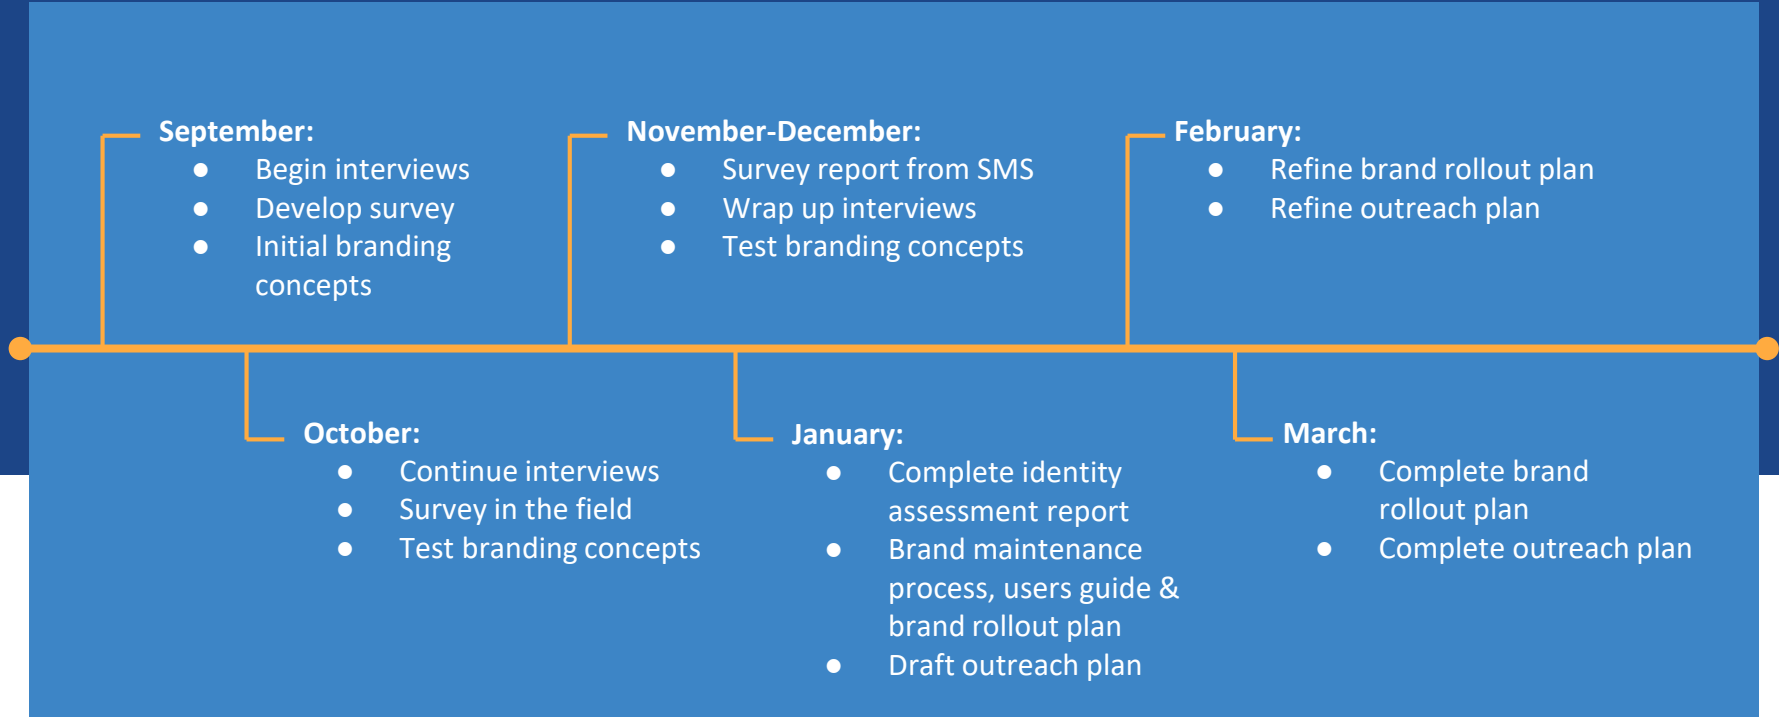 September:
● Begin interviews
● Develop survey
● Initial branding
concepts
October:
● Continue interviews
● Survey in the field
● Test branding concepts
November-December:
● Survey report from SMS
● Wrap up interviews
● Test branding concepts
January:
● Complete identity
assessment report
● Brand maintenance
process, users guide &
brand rollout plan
● Draft outreach plan
February:
● Refine brand rollout plan
● Refine outreach plan
March:
● Complete brand
rollout plan
● Complete outreach plan